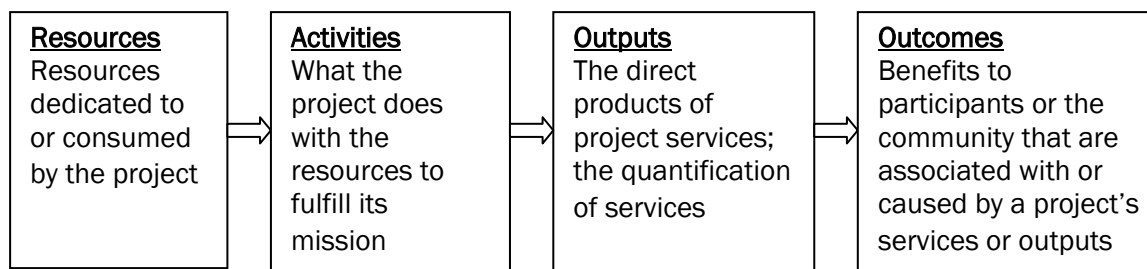 Resources
Resources
dedicated to
or consumed
by the project
Activities
What the
project does
with the
resources to
fulfill its
mission
Outputs
The direct
products of
project services;
the quantification
of services
Outcomes
Benefits to
participants or the
community that are
associated with or
caused by a project’s
services or outputs